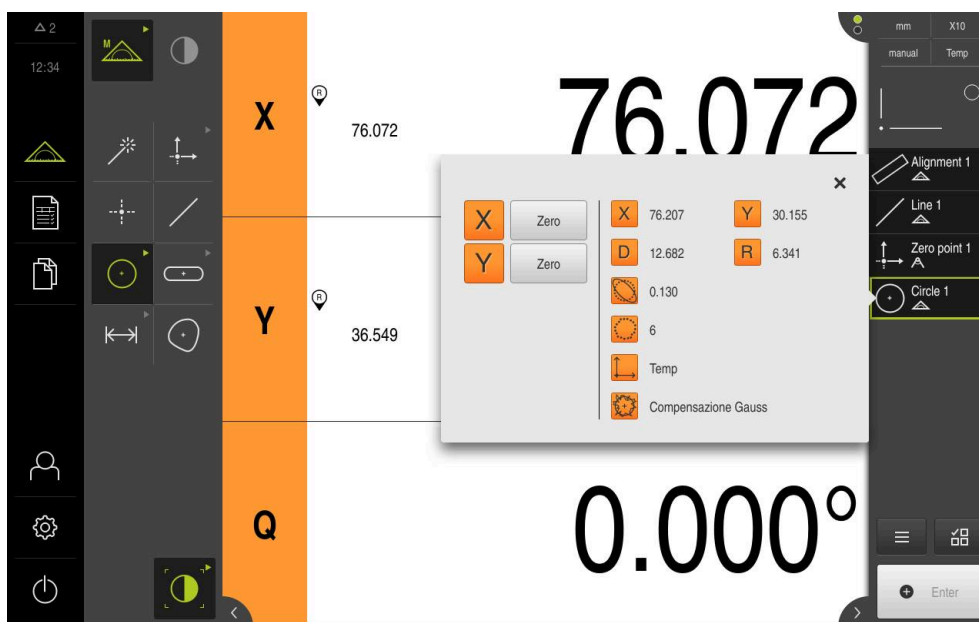 2
12:34
M
X
R
76.072
76.072
Y
R
36.549
Q
0.000°
X Zero
Y Zero
X 76.207 Y 30.155
D 12.682 R 6.341
0.130
6
Temp
Compensazione Gauss
mm X10
manual Temp
Alignment 1
Line 1
Zero point 1
Circle 1
Enter